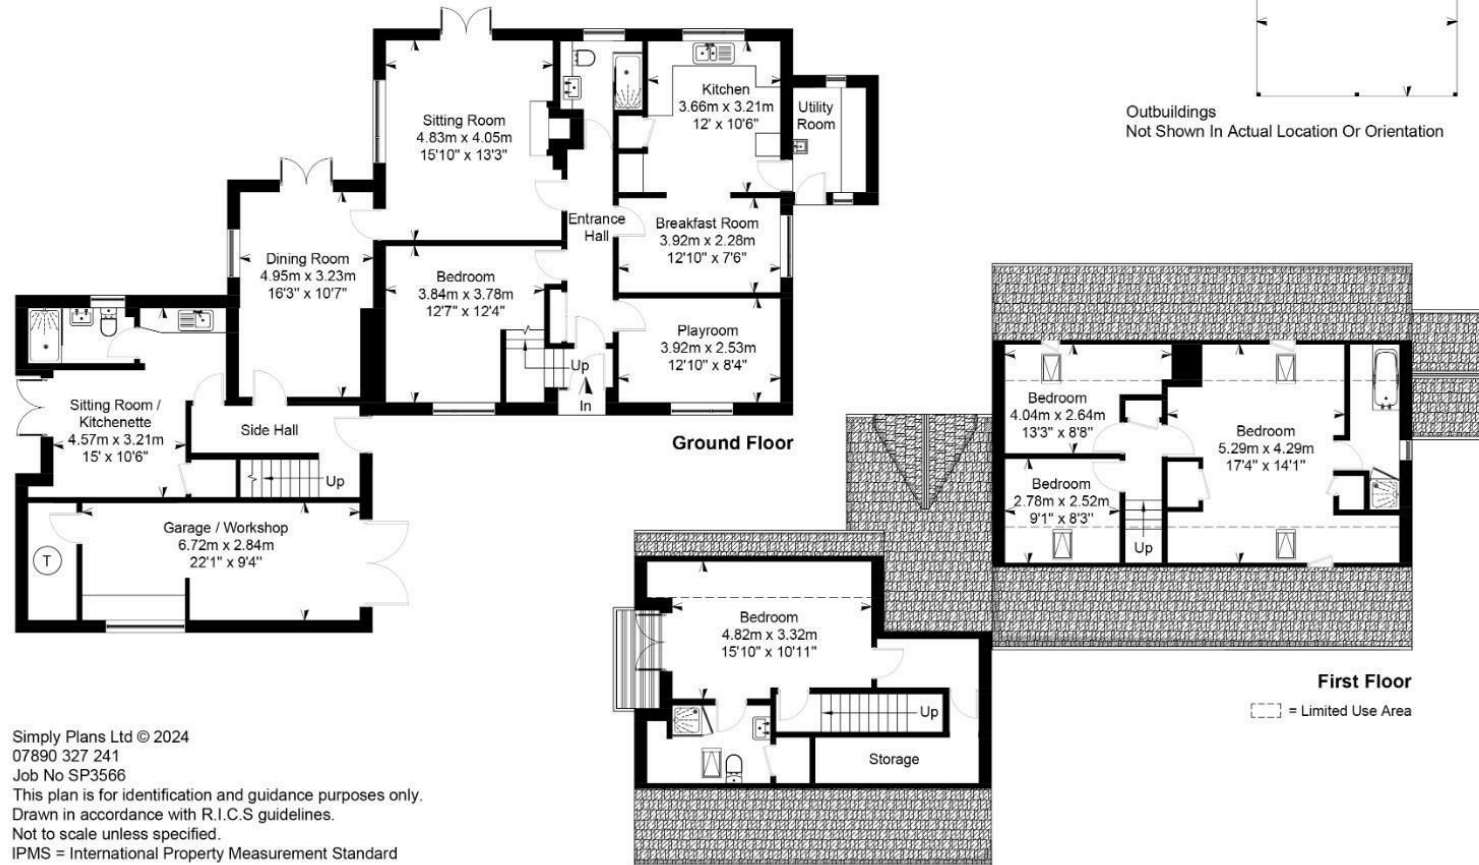 Outbuildings
Not Shown In Actual Location Or Orientation
Sitting Room
4.83m x 4.05m
15'10" x 13'3"
Kitchen
3.66m x 3.21m
12' x 10'6"
Utility
Room
Entrance
Hall
Breakfast Room
3.92m x 2.28m
12'10" x 7'6"
Dining Room
4.95m x 3.23m
16'3" x 10'7"
Bedroom
3.84m x 3.78m
12'7" x 12'4"
Up
In
Playroom
3.92m x 2.53m
12'10" x 8'4"
Ground Floor
Sitting Room /
Kitchenette
4.57m x 3.21m
15' x 10'6"
Side Hall
Up
Garage / Workshop
6.72m x 2.84m
22'1" x 9'4"
T
Bedroom
4.04m x 2.64m
13'3" x 8'8"
Bedroom
5.29m x 4.29m
17'4" x 14'1"
Bedroom
2.78m x 2.52m
9'1" x 8'3"
Up
Bedroom
4.82m x 3.32m
15'10" x 10'11"
Up
Storage
First Floor
= Limited Use Area
Simply Plans Ltd © 2024
07890 327 241
Job No SP3566
This plan is for identification and guidance purposes only.
Drawn in accordance with R.I.C.S guidelines.
Not to scale unless specified.
IPMS = International Property Measurement Standard